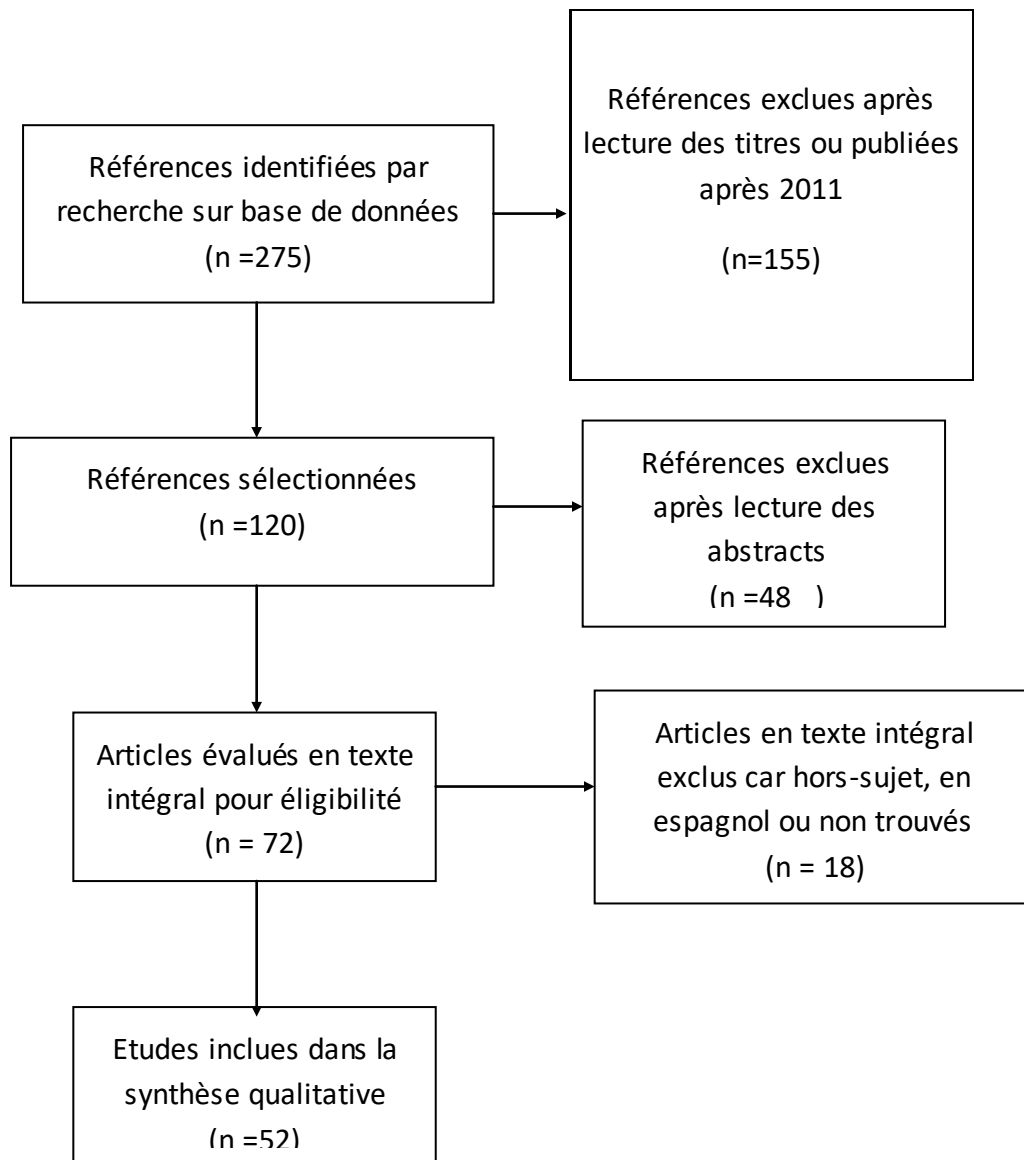 Références identifiées par
recherche sur base de données
(n =275)
Références exclues après
lecture des titres ou publiées
après 2011
(n=155)
Références sélectionnées
(n =120)
Références exclues
après lecture des
abstracts
(n =48   )
Articles évalués en texte
intégral pour éligibilité
(n = 72)
Articles en texte intégral
exclus car hors-sujet, en
espagnol ou non trouvés
(n = 18)
Etudes inclues dans la
synthèse qualitative
(n =52)